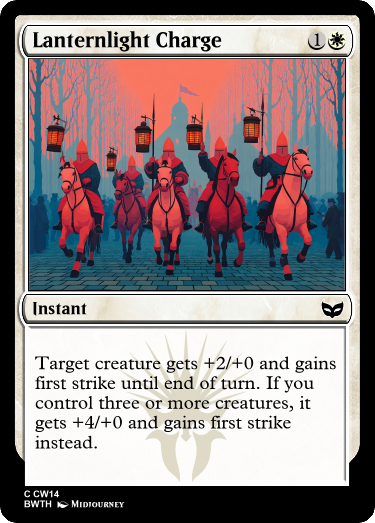 Lanternlight Charge 1
Instant
Target creature gets +2/+0 and gains
first strike until end of turn. If you
control three or more creatures, it
gets +4/+0 and gains first strike
instead.
C CW14
BWTH Midjourney